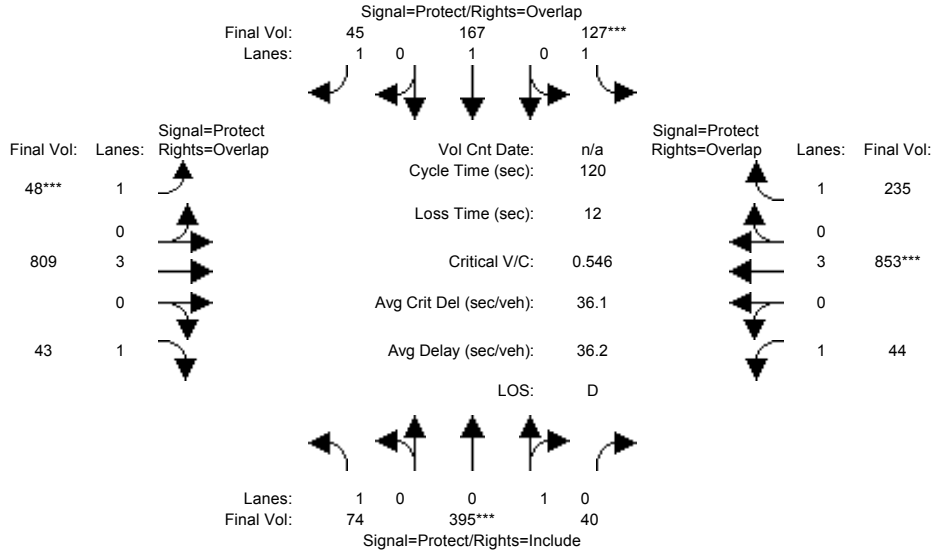 Signal=Protect/Rights=Overlap
Final Vol: 45 167 127***
Lanes: 1 0 1 0 1
Signal=Protect
Final Vol: Lanes: Rights=Overlap
Vol Cnt Date: n/a
Signal=Protect
Rights=Overlap Lanes: Final Vol:
Cycle Time (sec): 120
48*** 1
1 235
Loss Time (sec): 12
0
0
809 3
Critical V/C: 0.546
3 853***
0
Avg Crit Del (sec/veh): 36.1
0
43 1
Avg Delay (sec/veh): 36.2
1 44
LOS: D
Lanes: 1 0 0 1 0
Final Vol: 74 395*** 40
Signal=Protect/Rights=Include